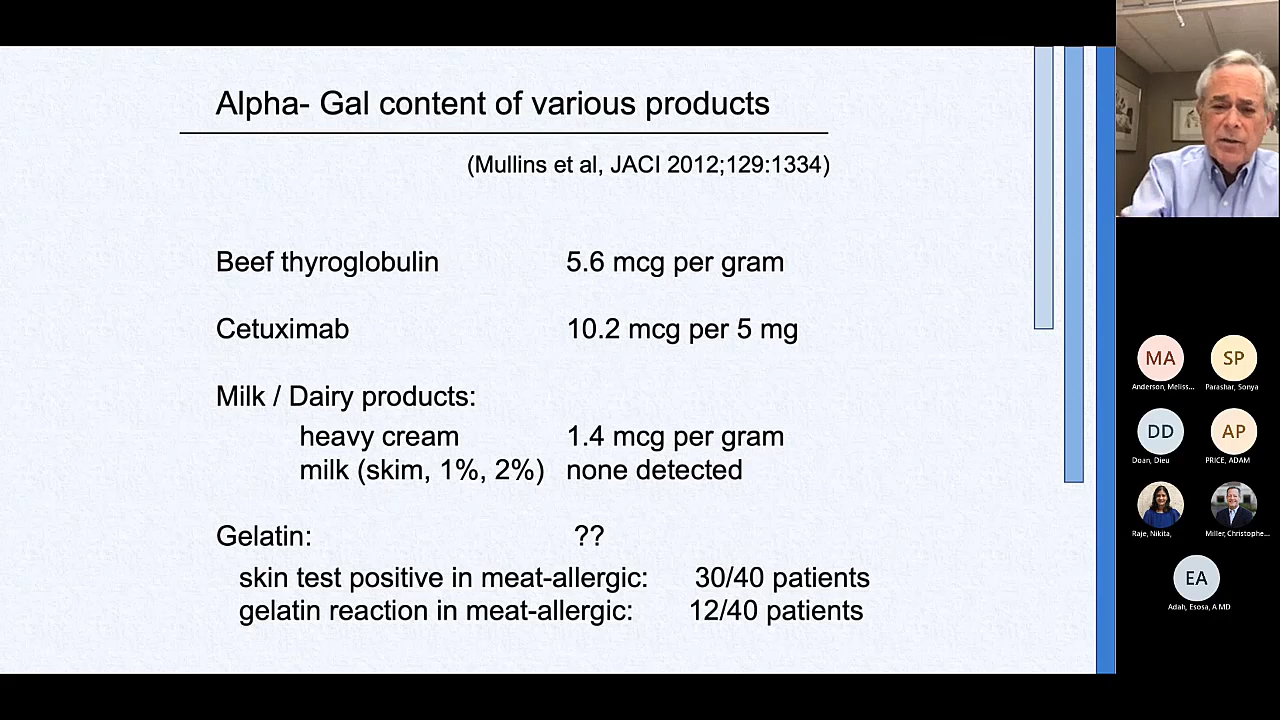 Alpha- Gal content of various products
(Mullins et al, JACI 2012;129:1334)
Beef thyroglobulin 5.6 mcg per gram
Cetuximab 10.2 mcg per 5 mg
Milk / Dairy products:
heavy cream 1.4 mcg per gram
milk (skim, 1%, 2%) none detected
Gelatin: ??
skin test positive in meat-allergic: 30/40 patients
gelatin reaction in meat-allergic: 12/40 patients
MA SP
Anderson, Meliss... Parashar, Sonya
DD AP
Doan, Dieu PRICE, ADAM
Raje, Nikita, Miller, Christophe...
EA
Adah, Esosa, A MD